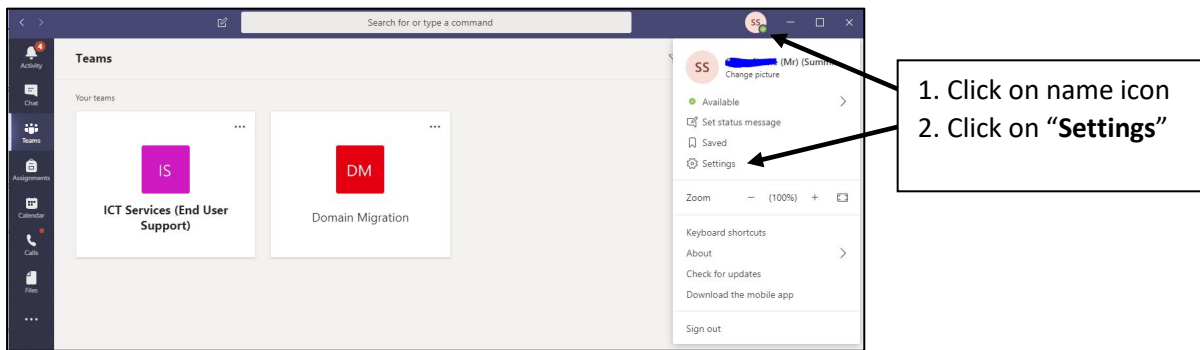 Search for or type a command
SS
4
Activity
Chat
Teams
Assignments
Calendar
Calls
Files
Teams
Your teams
IS
ICT Services (End User
Support)
DM
Domain Migration
SS
(Mr) (Summ
Change picture
Available
Set status message
Saved
Settings
Zoom − (100%) +
Keyboard shortcuts
About
Check for updates
Download the mobile app
Sign out
1. Click on name icon
2. Click on “Settings”